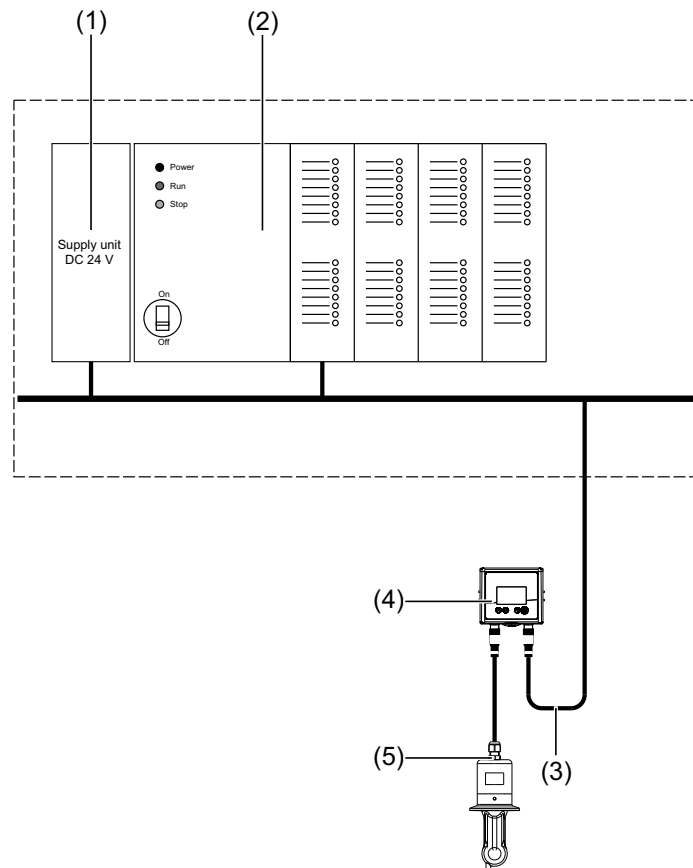 (1)
(2)
Power
Run
Stop
Supply unit
DC 24 V
On
Off
(4)
(5)
(3)